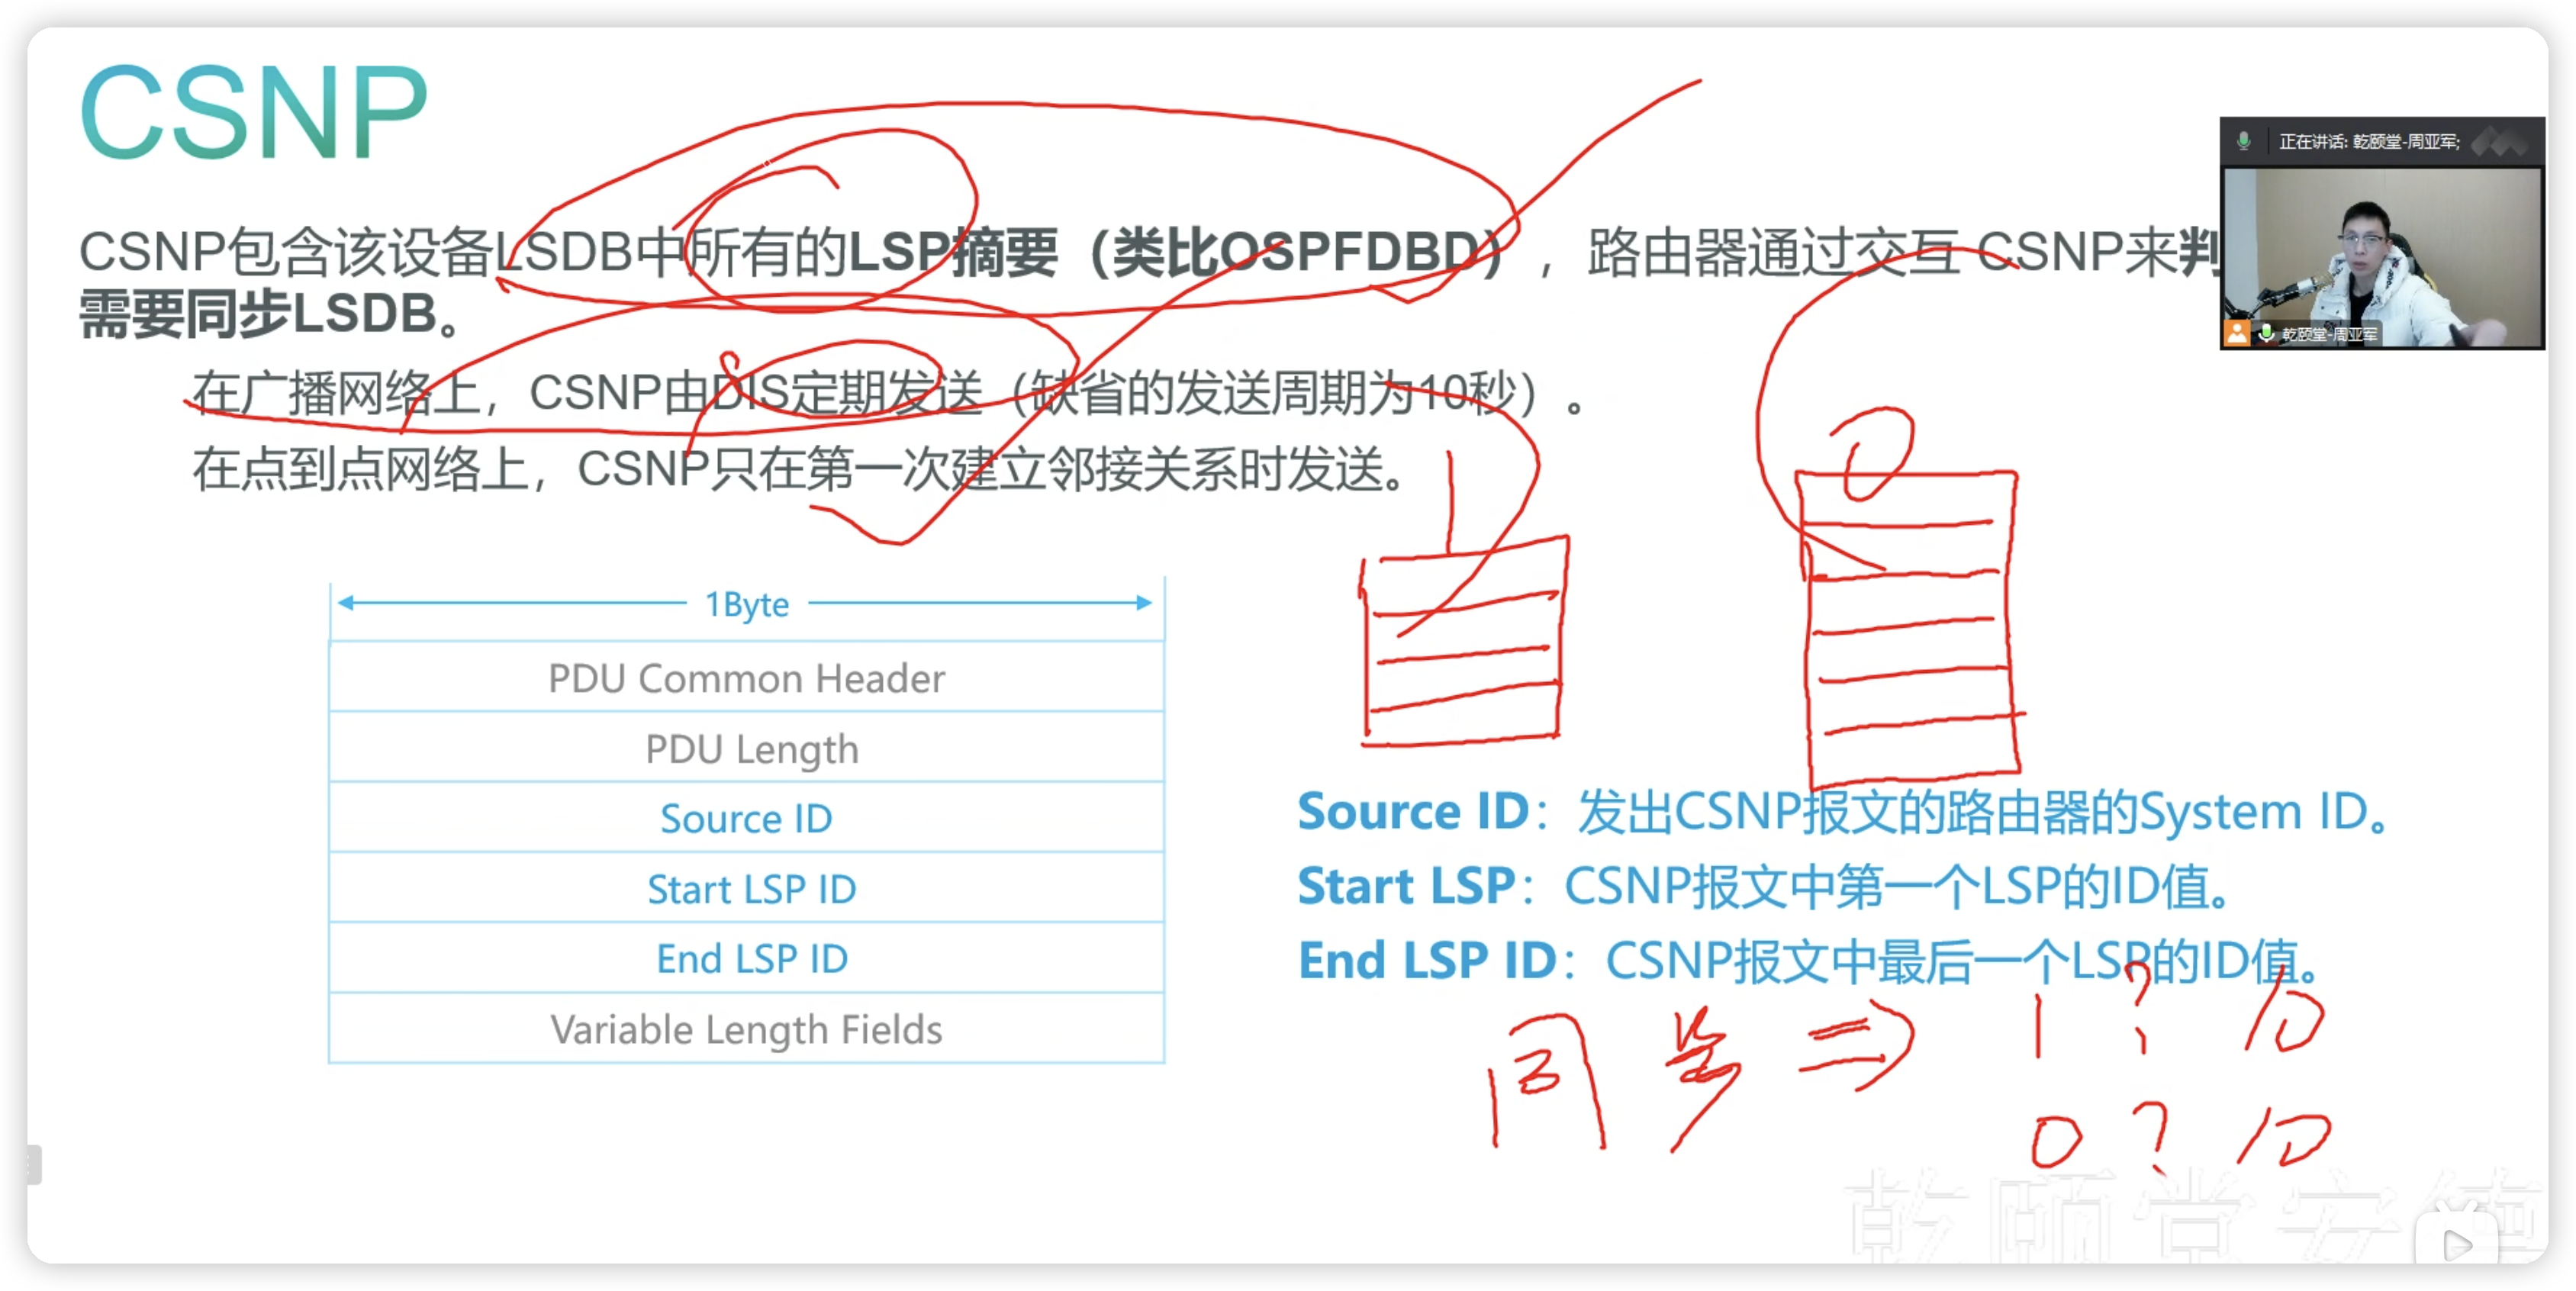 CSNP
正在讲话: 乾颐堂-周亚军;
CSNP包含该设备LSDB中所有的LSP摘要（类比OSPFDBD），路由器通过交互 CSNP来判
需要同步LSDB。
乾颐堂-周亚军
在广播网络上，CSNP由DIS定期发送（缺省的发送周期为10秒）。
在点到点网络上，CSNP只在第一次建立邻接关系时发送。
1Byte
PDU Common Header
PDU Length
Source ID
Start LSP ID
End LSP ID
Variable Length Fields
Source ID：发出CSNP报文的路由器的System ID。
Start LSP：CSNP报文中第一个LSP的ID值。
End LSP ID：CSNP报文中最后一个LSP的ID值。
同步 ⇒ 1 ?
0 ?
乾颐堂安德